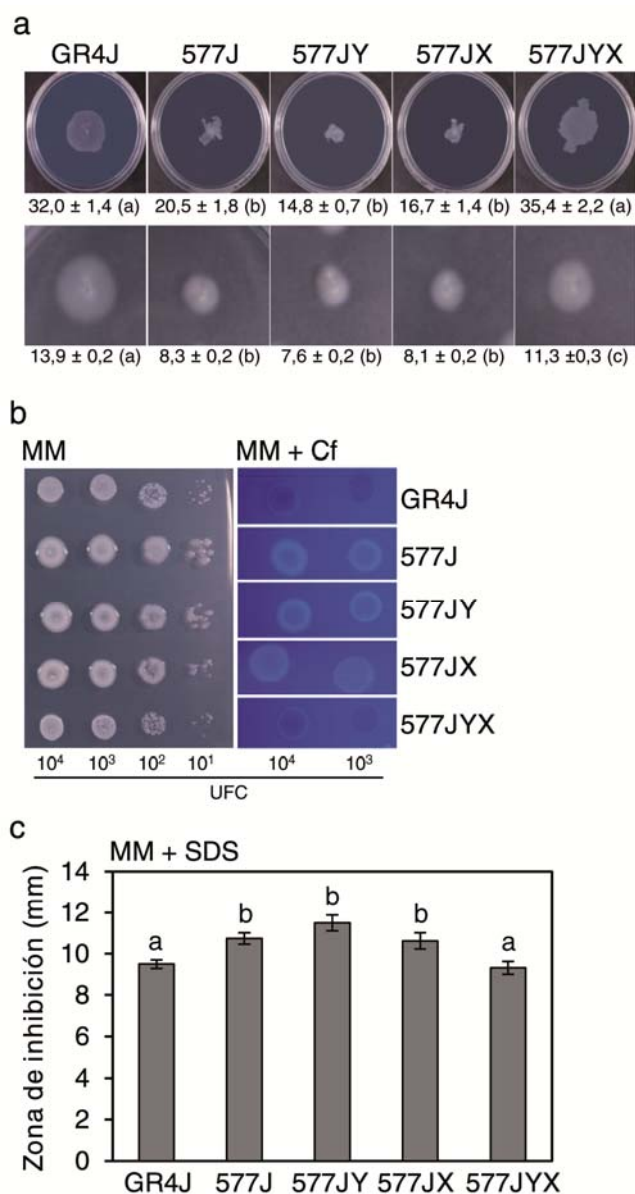 a
GR4J 577J 577JY 577JX 577JYX
32,0 ± 1,4 (a) 20,5 ± 1,8 (b) 14,8 ± 0,7 (b) 16,7 ± 1,4 (b) 35,4 ± 2,2 (a)
13,9 ± 0,2 (a) 8,3 ± 0,2 (b) 7,6 ± 0,2 (b) 8,1 ± 0,2 (b) 11,3 ±0,3 (c)
b
MM MM + Cf
GR4J
577J
577JY
577JX
577JYX
10⁴ 10³ 10² 10¹ 10⁴ 10³
UFC
c
MM + SDS
Zona de inhibición (mm)
14
12
10
8
6
4
2
0
a b b b a
GR4J 577J 577JY 577JX 577JYX